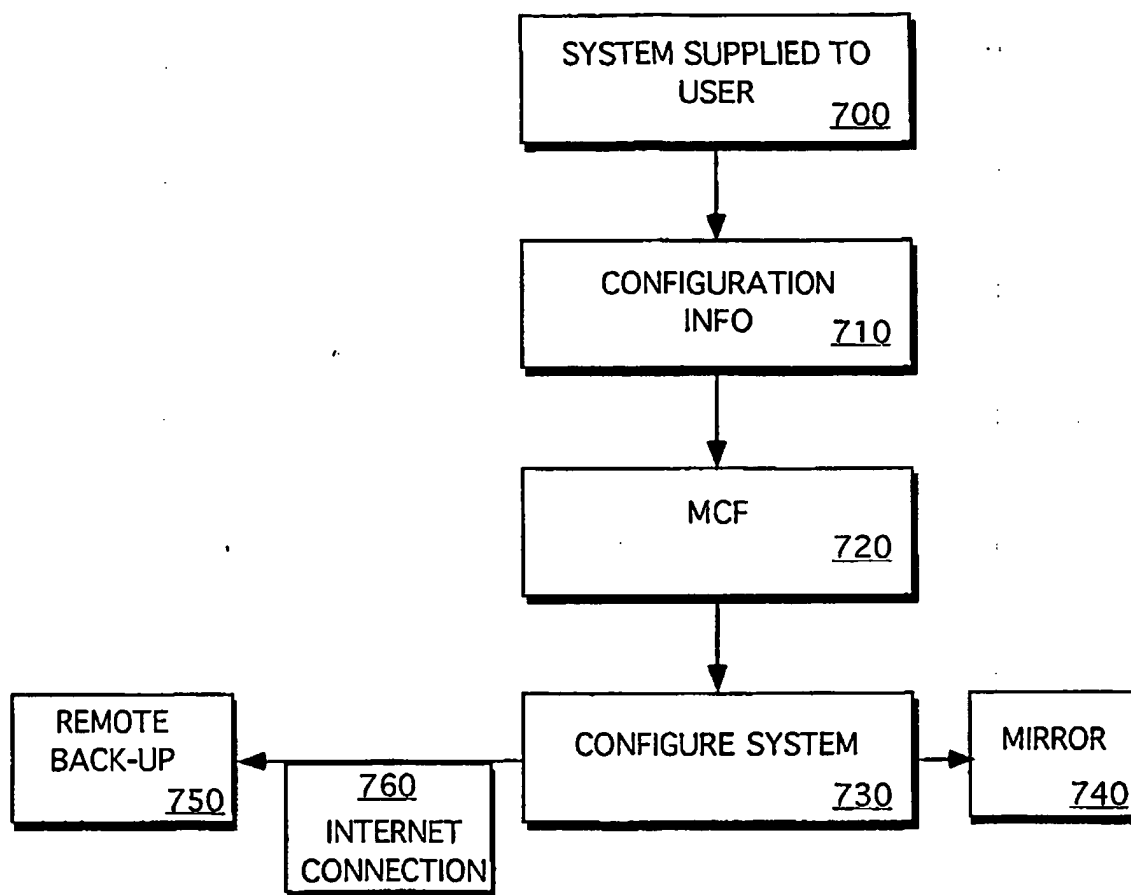 SYSTEM SUPPLIED TO
USER
700
CONFIGURATION
INFO
710
MCF
720
REMOTE
BACK-UP
750
760
INTERNET
CONNECTION
CONFIGURE SYSTEM
730
MIRROR
740